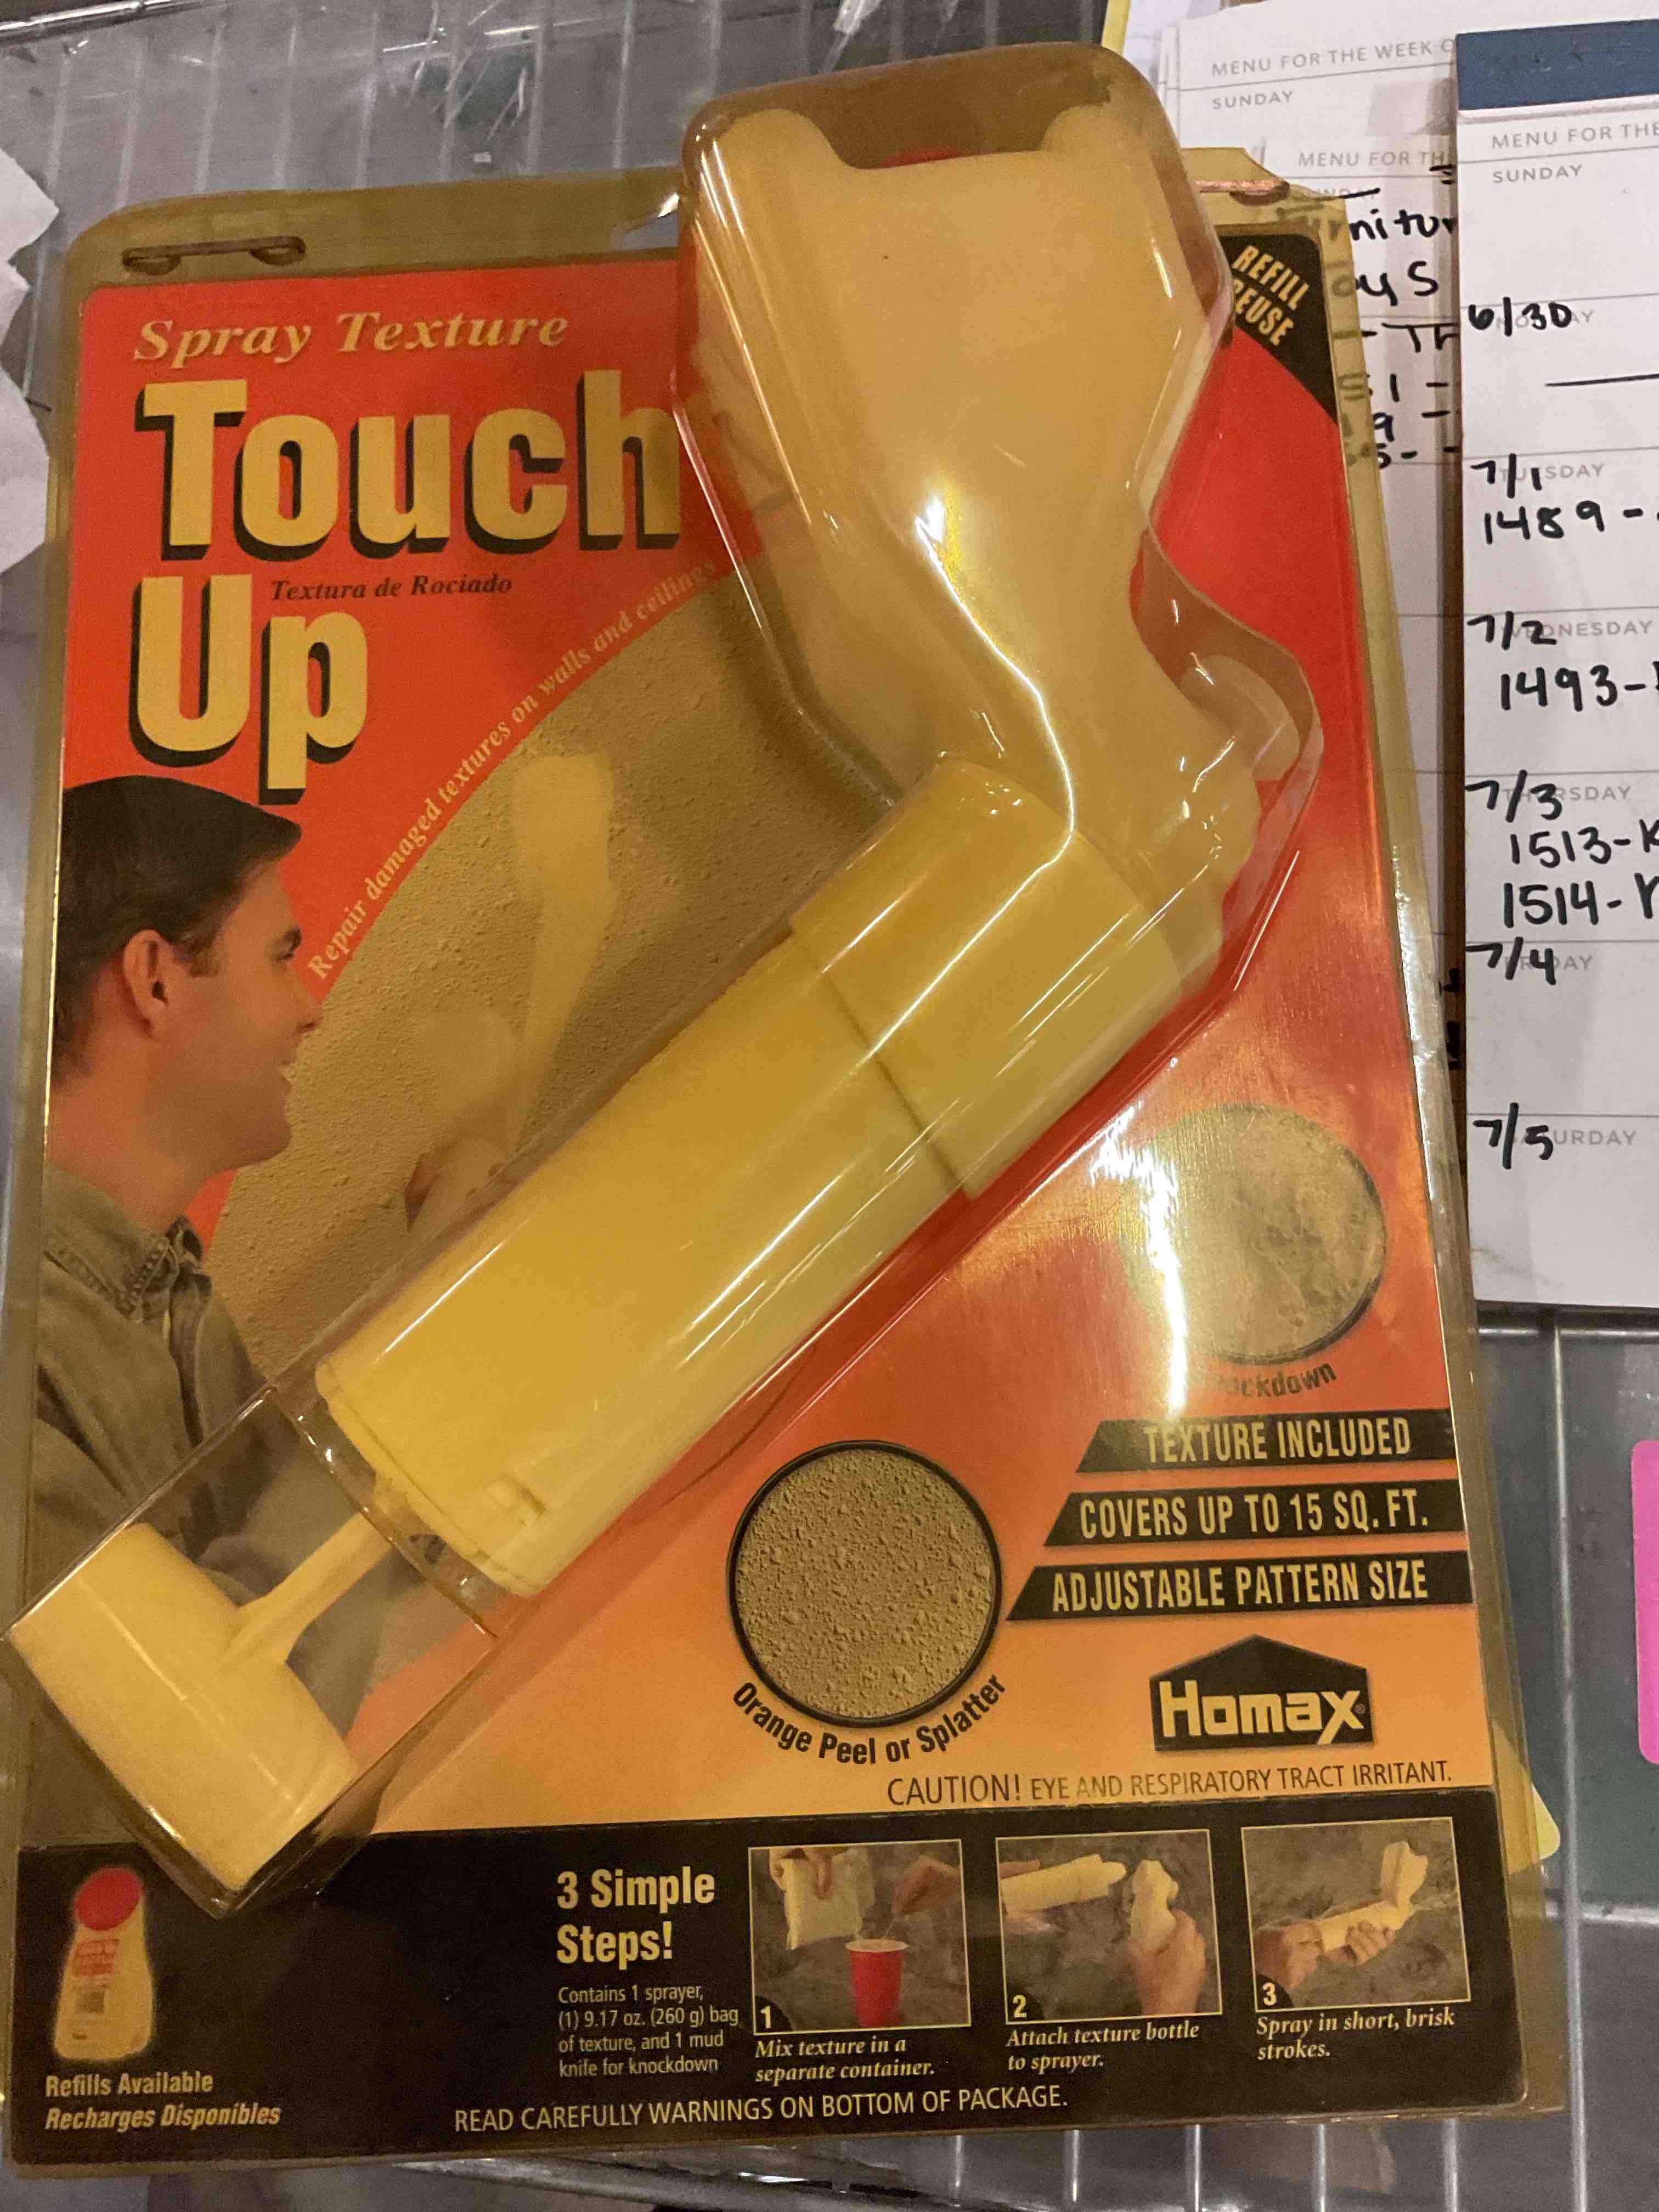 Spray Texture
Touch
Up
Textura de Rociado
Repair damaged textures on walls and ceilings
REFILL
REUSE
TEXTURE INCLUDED
COVERS UP TO 15 SQ. FT.
ADJUSTABLE PATTERN SIZE
Orange Peel or Splatter
Homax
CAUTION! EYE AND RESPIRATORY TRACT IRRITANT.
3 Simple
Steps!
Contains 1 sprayer,
(1) 9.17 oz. (260 g) bag
of texture, and 1 mud
knife for knockdown
1
Mix texture in a
separate container.
2
Attach texture bottle
to sprayer.
3
Spray in short, brisk
strokes.
Refills Available
Recharges Disponibles
READ CAREFULLY WARNINGS ON BOTTOM OF PACKAGE.
MENU FOR THE WEEK
SUNDAY
MENU FOR
MENU FOR THE
SUNDAY
6/30
7/1
1489 -
7/2
1493-
7/3
1513-
1514-
7/4
7/5